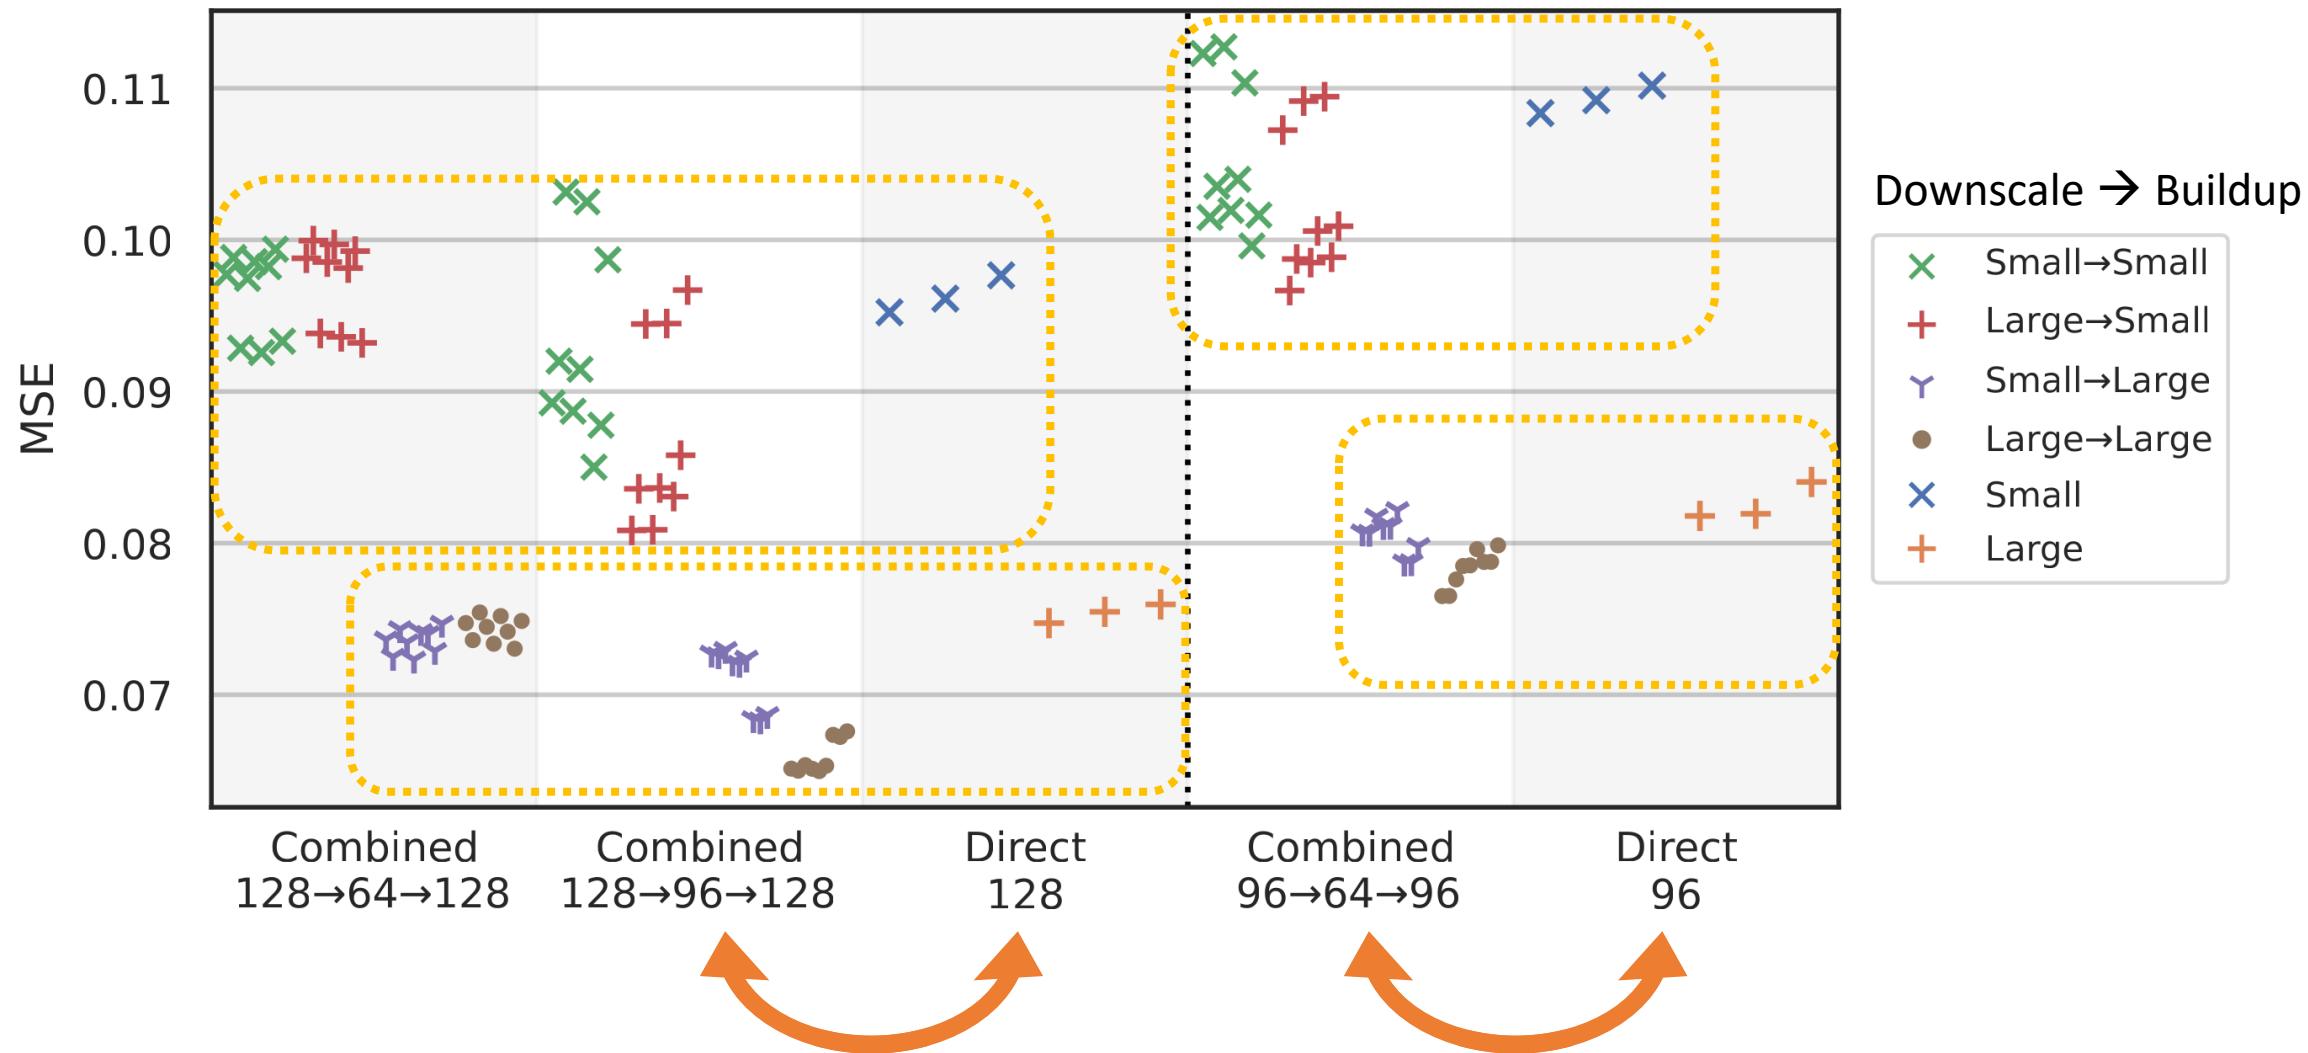 MSE
0.11
0.10
0.09
0.08
0.07
Combined
128→64→128
Combined
128→96→128
Direct
128
Combined
96→64→96
Direct
96
Downscale → Buildup
Small→Small
Large→Small
Small→Large
Large→Large
Small
Large